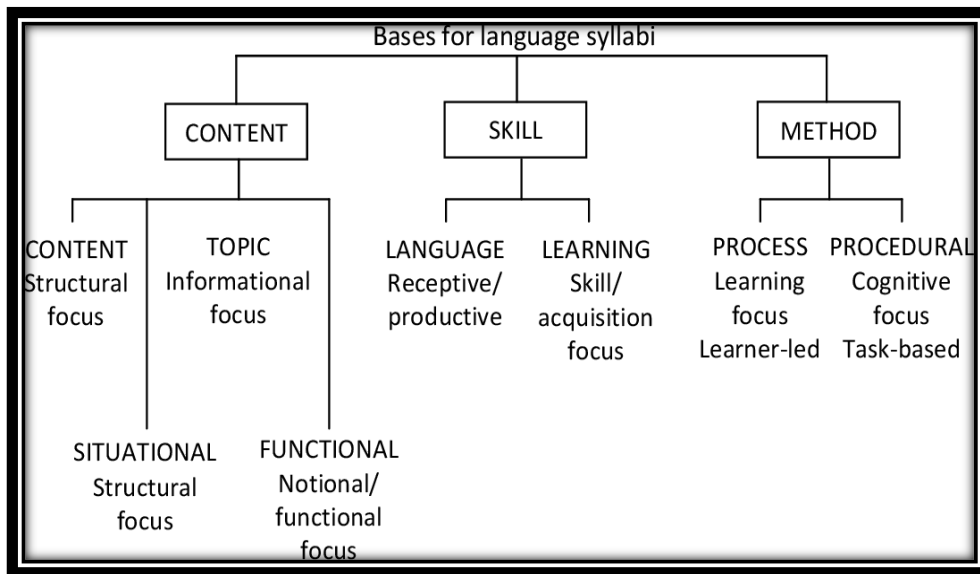 Bases for language syllabi
CONTENT
SKILL
METHOD
CONTENT
Structural
focus
TOPIC
Informational
focus
SITUATIONAL
Structural
focus
FUNCTIONAL
Notional/
functional
focus
LANGUAGE
Receptive/
productive
LEARNING
Skill/
acquisition
focus
PROCESS
Learning
focus
Learner-led
PROCEDURAL
Cognitive
focus
Task-based